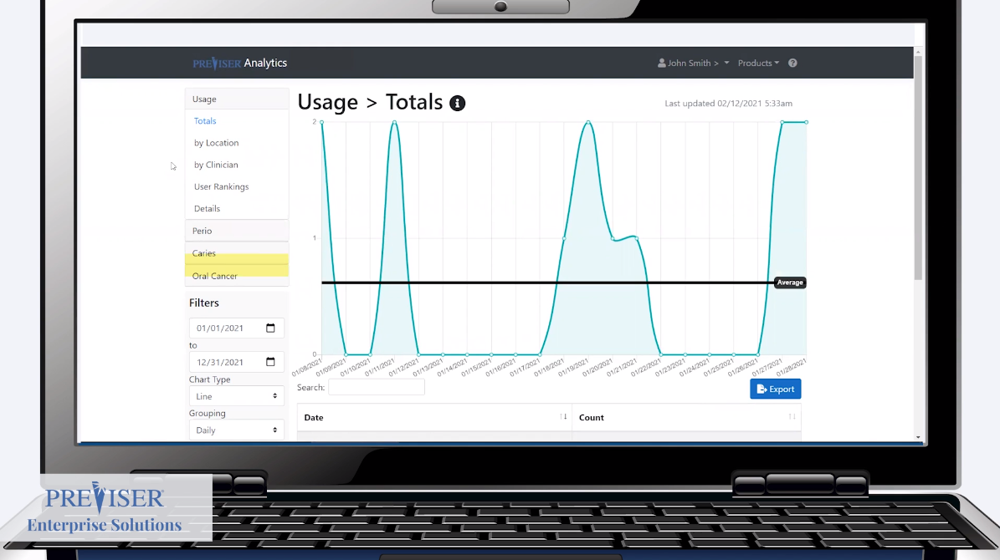 PREVISER Analytics
John Smith >
Products
?
Usage
Totals
by Location
by Clinician
User Rankings
Details
Perio
Caries
Oral Cancer
Filters
01/01/2021
to
12/31/2021
Chart Type
Line
Grouping
Daily
Usage > Totals i
Last updated 02/12/2021 5:33am
2
1
0
Average
01/08/2021
01/09/2021
01/10/2021
01/11/2021
01/12/2021
01/13/2021
01/14/2021
01/15/2021
01/16/2021
01/17/2021
01/18/2021
01/19/2021
01/20/2021
01/21/2021
01/22/2021
01/23/2021
01/24/2021
01/25/2021
01/26/2021
01/27/2021
01/28/2021
Search:
Export
Date
Count
PREVISER®
Enterprise Solutions